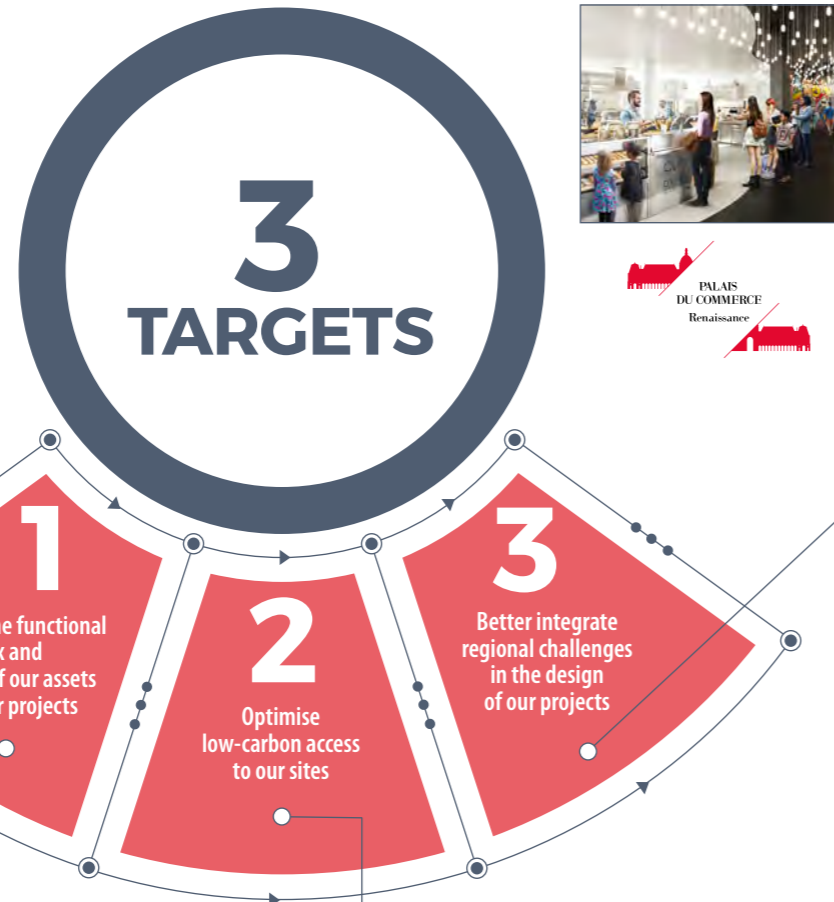 3
TARGETS
PALAIS
DU COMMERCE
Renaissance
1
functional
and
our assets
projects
2
Optimise
low-carbon access
to our sites
3
Better integrate
regional challenges
in the design
of our projects